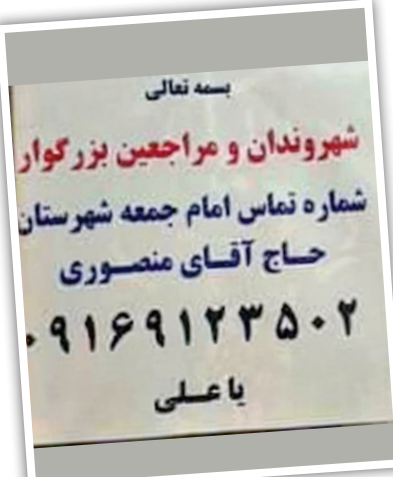 بسمه تعالی
شهروندان و مراجعین بزرگوار
شماره تماس امام جمعه شهرستان
حاج آقای منصوری
۰۹۱۶۹۱۲۳۵۰۲
یا علی